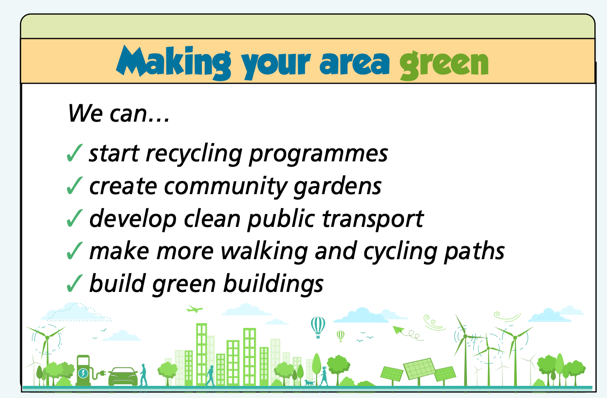 Making your area green
We can...
✓ start recycling programmes
✓ create community gardens
✓ develop clean public transport
✓ make more walking and cycling paths
✓ build green buildings